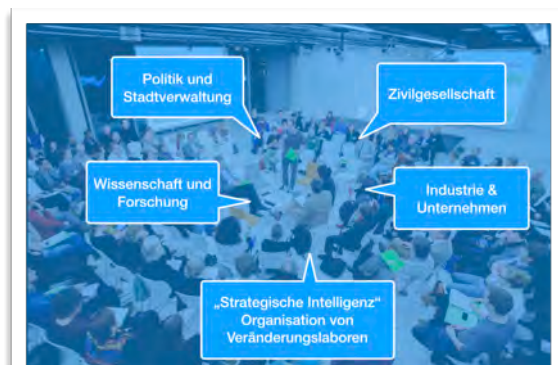 Politik und
Stadtverwaltung
Zivilgesellschaft
Wissenschaft und
Forschung
Industrie &
Unternehmen
„Strategische Intelligenz“
Organisation von
Veränderungslaboren